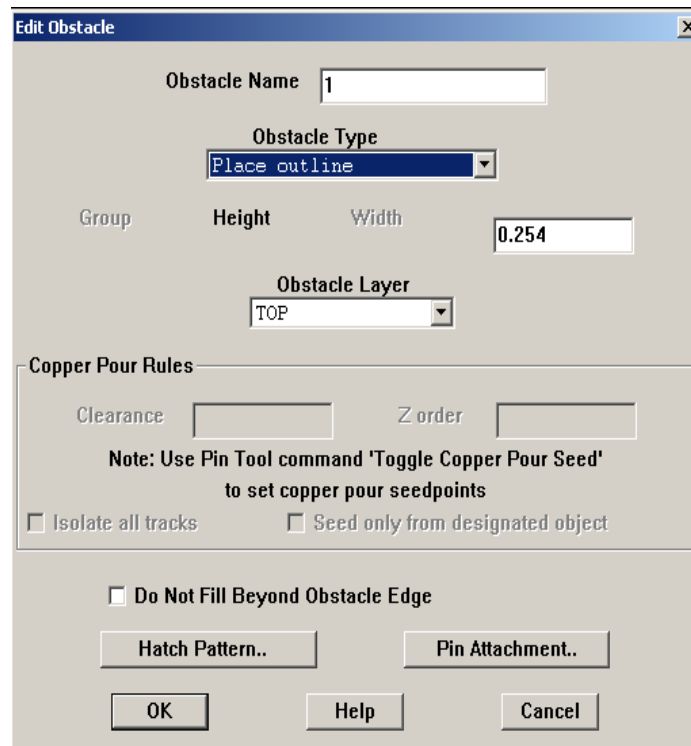 Edit Obstacle
Obstacle Name 1
Obstacle Type
Place outline
Group Height Width 0.254
Obstacle Layer
TOP
Copper Pour Rules
Clearance Z order
Note: Use Pin Tool command 'Toggle Copper Pour Seed'
to set copper pour seedpoints
Isolate all tracks Seed only from designated object
Do Not Fill Beyond Obstacle Edge
Hatch Pattern.. Pin Attachment..
OK Help Cancel